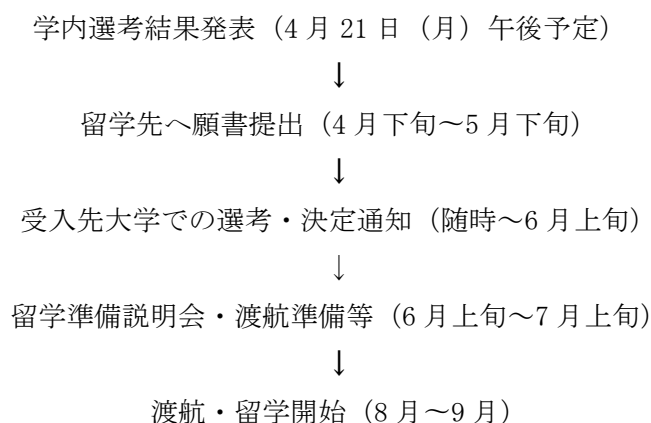 学内選考結果発表（4 月 21 日（月）午後予定）
↓
留学先へ願書提出（4 月下旬～5 月下旬）
↓
受入先大学での選考・決定通知（随時～6 月上旬）
↓
留学準備説明会・渡航準備等（6 月上旬～7 月上旬）
↓
渡航・留学開始（8 月～9 月）